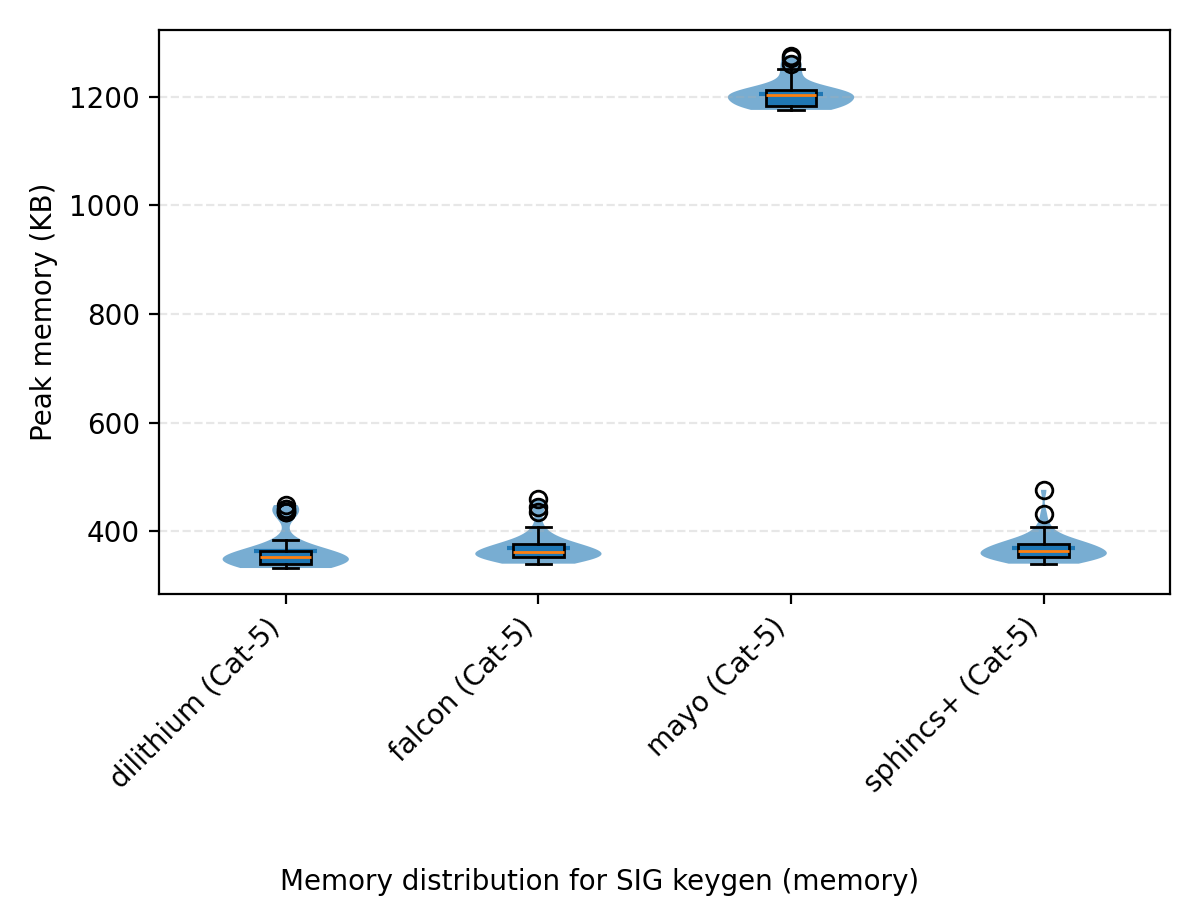 1200
1000
800
600
400
Peak memory (KB)
dilithium (Cat-5)
falcon (Cat-5)
mayo (Cat-5)
sphincs+ (Cat-5)
Memory distribution for SIG keygen (memory)